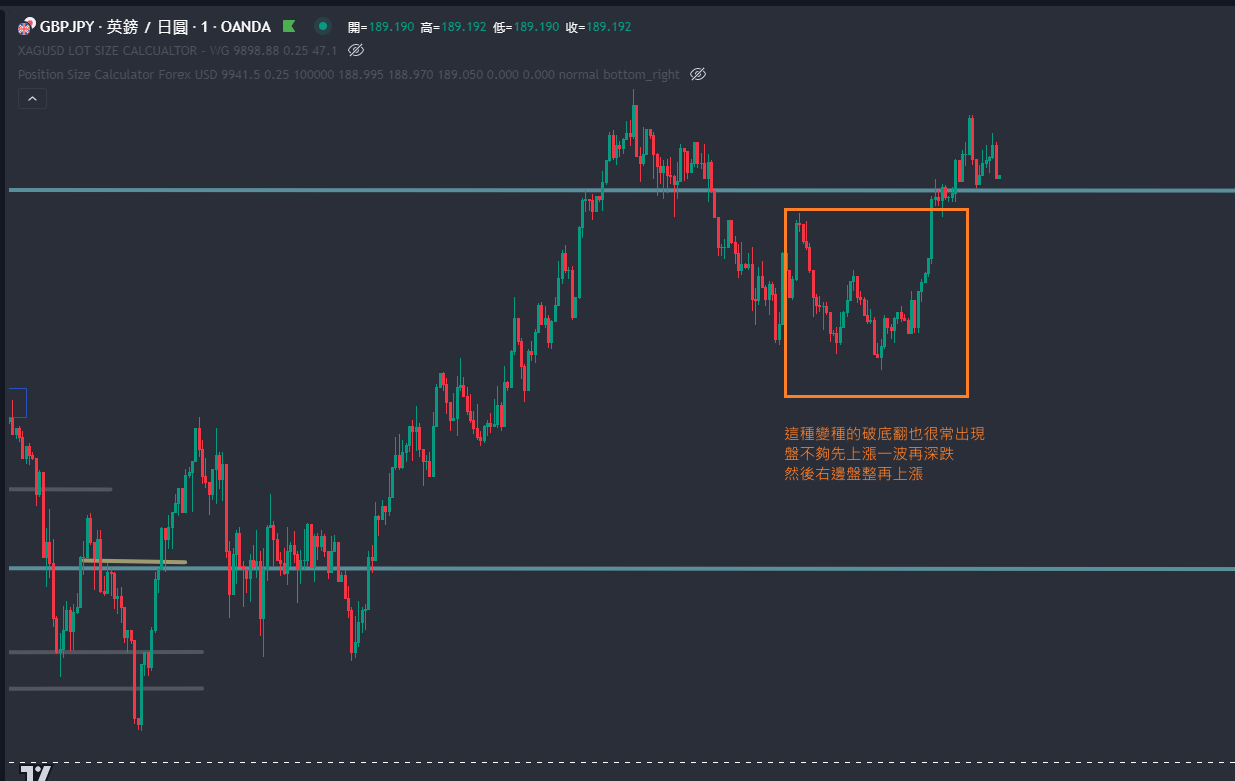 GBPJPY · 英鎊 / 日圓 · 1 · OANDA 開=189.190 高=189.192 低=189.190 收=189.192
XAGUSD LOT SIZE CALCUALTOR - WG 9898.88 0.25 47.1
Position Size Calculator Forex USD 9941.5 0.25 100000 188.995 188.970 189.050 0.000 0.000 normal bottom_right
這種變種的破底翻也很常出現
盤不夠先上漲一波再深跌
然後右邊盤整再上漲